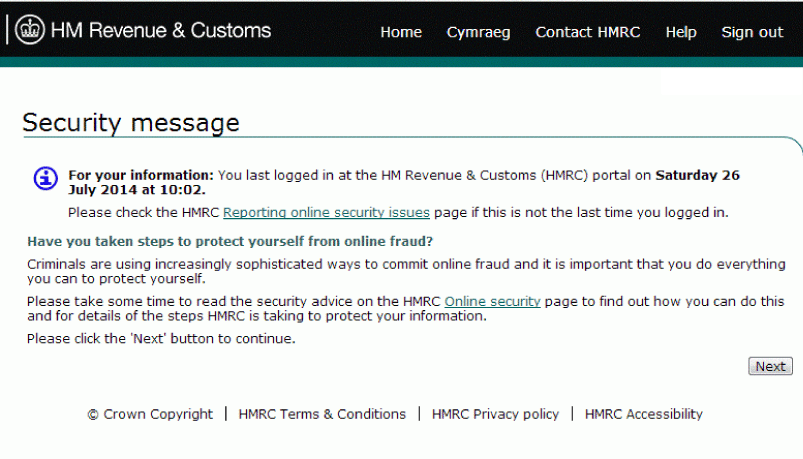 HM Revenue & Customs
Home Cymraeg Contact HMRC Help Sign out
Security message
For your information: You last logged in at the HM Revenue & Customs (HMRC) portal on Saturday 26
July 2014 at 10:02.
Please check the HMRC Reporting online security issues page if this is not the last time you logged in.
Have you taken steps to protect yourself from online fraud?
Criminals are using increasingly sophisticated ways to commit online fraud and it is important that you do everything
you can to protect yourself.
Please take some time to read the security advice on the HMRC Online security page to find out how you can do this
and for details of the steps HMRC is taking to protect your information.
Please click the 'Next' button to continue.
Next
© Crown Copyright | HMRC Terms & Conditions | HMRC Privacy policy | HMRC Accessibility